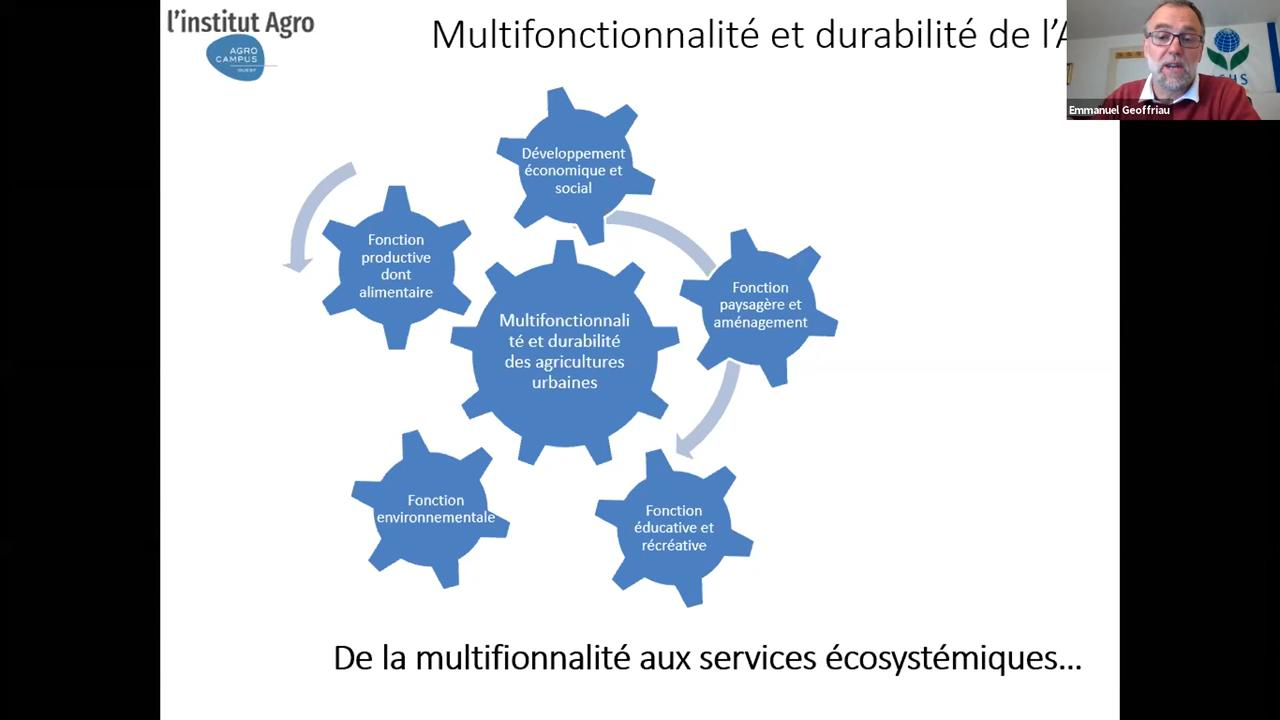 l'institut Agro
AGRO
CAMPUS
OUEST
Multifonctionnalité et durabilité de l'A
Emmanuel Geoffriau
Développement
économique et
social
Fonction
productive
dont
alimentaire
Fonction
paysagère et
aménagement
Multifonctionnali
té et durabilité
des agricultures
urbaines
Fonction
environnementale
Fonction
éducative et
récréative
De la multifionnalité aux services écosystémiques...